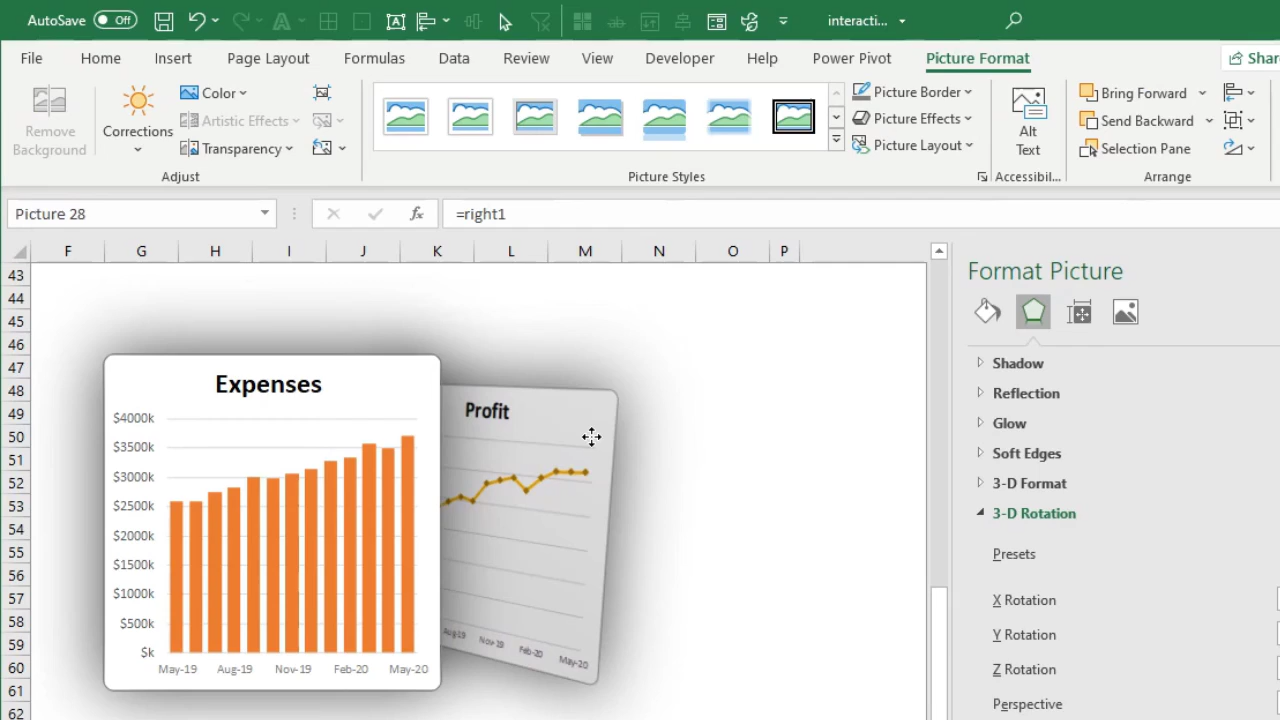 AutoSave Off interacti...
File Home Insert Page Layout Formulas Data Review View Developer Help Power Pivot Picture Format Shar
Remove Background
Corrections
Color
Artistic Effects
Transparency
Adjust
Picture Styles
Picture Border
Picture Effects
Picture Layout
Alt Text
Accessibil...
Bring Forward
Send Backward
Selection Pane
Arrange
Picture 28 fx =right1
F G H I J K L M N O P
43
44
45
46
47
48
49
50
51
52
53
54
55
56
57
58
59
60
61
62
Expenses
$4000k
$3500k
$3000k
$2500k
$2000k
$1500k
$1000k
$500k
$k
May-19 Aug-19 Nov-19 Feb-20 May-20
Profit
Aug-19 Nov-19 Feb-20 May-20
Format Picture
Shadow
Reflection
Glow
Soft Edges
3-D Format
3-D Rotation
Presets
X Rotation
Y Rotation
Z Rotation
Perspective